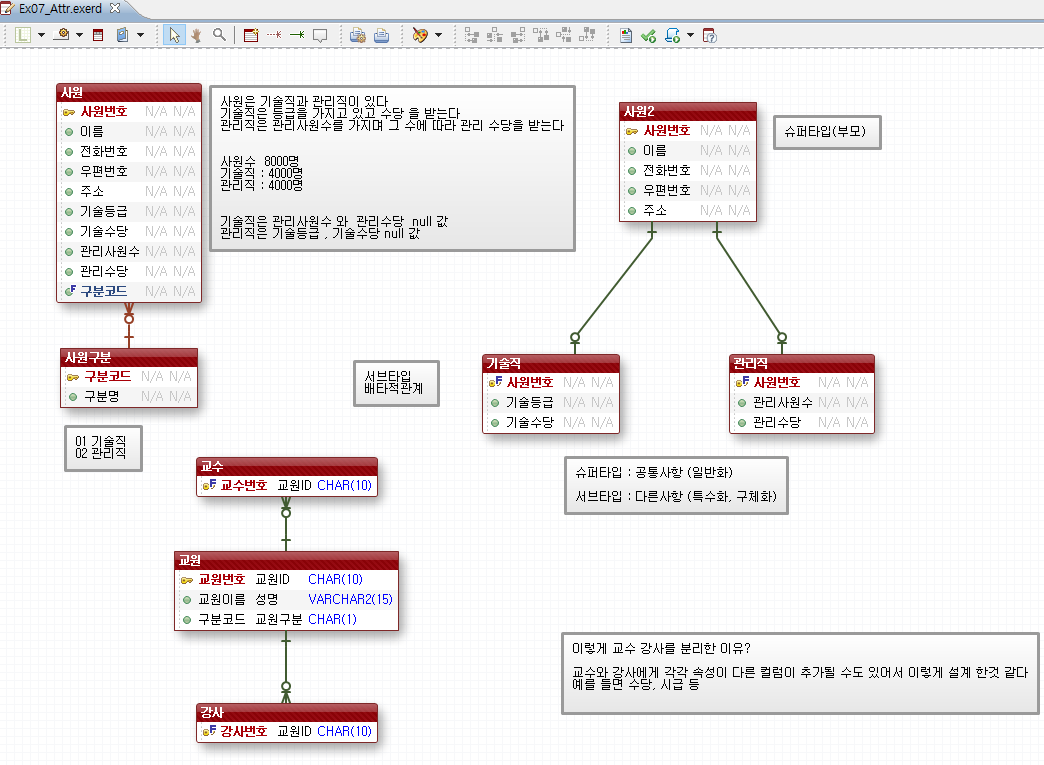 Ex07_Attr.exerd
사원
사원번호 N/A N/A
이름 N/A N/A
전화번호 N/A N/A
우편번호 N/A N/A
주소 N/A N/A
기술등급 N/A N/A
기술수당 N/A N/A
관리사원수 N/A N/A
관리수당 N/A N/A
구분코드 N/A N/A
사원은 기술직과 관리직이 있다
기술직은 등급을 가지고 있고 수당 을 받는다
관리직은 관리사원수를 가지며 그 수에 따라 관리 수당을 받는다
사원수 8000명
기술직 : 4000명
관리직 : 4000명
기술직은 관리사원수 와 관리수당 null 값
관리직은 기술등급 , 기술수당 null 값
사원2
사원번호 N/A N/A
이름 N/A N/A
전화번호 N/A N/A
우편번호 N/A N/A
주소 N/A N/A
슈퍼타입(부모)
사원구분
구분코드 N/A N/A
구분명 N/A N/A
01 기술직
02 관리직
서브타입
배타적관계
기술직
사원번호 N/A N/A
기술등급 N/A N/A
기술수당 N/A N/A
관리직
사원번호 N/A N/A
관리사원수 N/A N/A
관리수당 N/A N/A
슈퍼타입 : 공통사항 (일반화)
서브타입 : 다른사항 (특수화, 구체화)
교수
교수번호 교원ID CHAR(10)
교원
교원번호 교원ID CHAR(10)
교원이름 성명 VARCHAR2(15)
구분코드 교원구분 CHAR(1)
강사
강사번호 교원ID CHAR(10)
이렇게 교수 강사를 분리한 이유?
교수와 강사에게 각각 속성이 다른 컬럼이 추가될 수도 있어서 이렇게 설계 한것 같다
예를 들면 수당, 시급 등